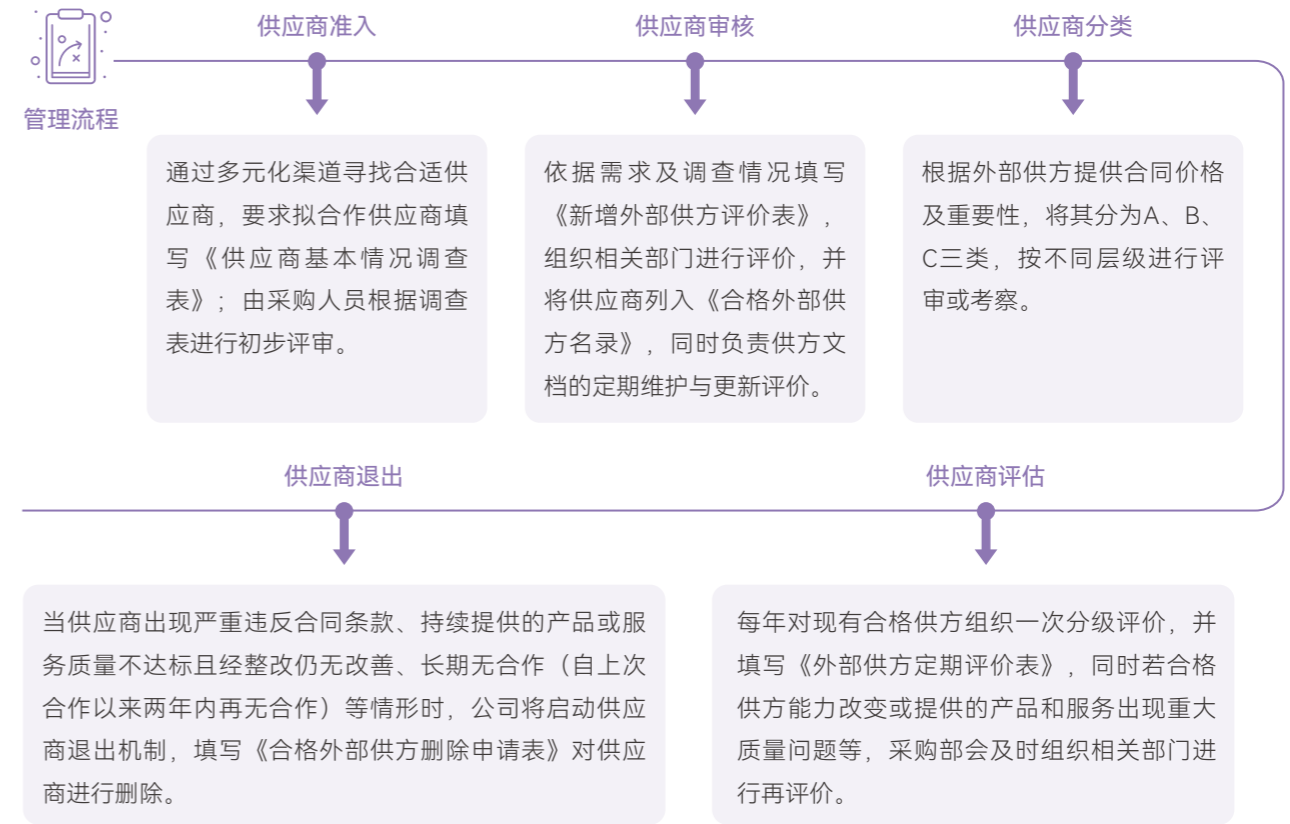 管理流程
供应商准入
通过多元化渠道寻找合适供
应商，要求拟合作供应商填
写《供应商基本情况调查
表》；由采购人员根据调查
表进行初步评审。
供应商审核
依据需求及调查情况填写
《新增外部供方评价表》，
组织相关部门进行评价，并
将供应商列入《合格外部供
方名录》，同时负责供方文
档的定期维护与更新评价。
供应商分类
根据外部供方提供合同价格
及重要性，将其分为A、B、
C三类，按不同层级进行评
审或考察。
供应商评估
每年对现有合格供方组织一次分级评价，并
填写《外部供方定期评价表》，同时若合格
供方能力改变或提供的产品和服务出现重大
质量问题等，采购部会及时组织相关部门进
行再评价。
供应商退出
当供应商出现严重违反合同条款、持续提供的产品或服
务质量不达标且经整改仍无改善、长期无合作（自上次
合作以来两年内再无合作）等情形时，公司将启动供应
商退出机制，填写《合格外部供方删除申请表》对供应
商进行删除。